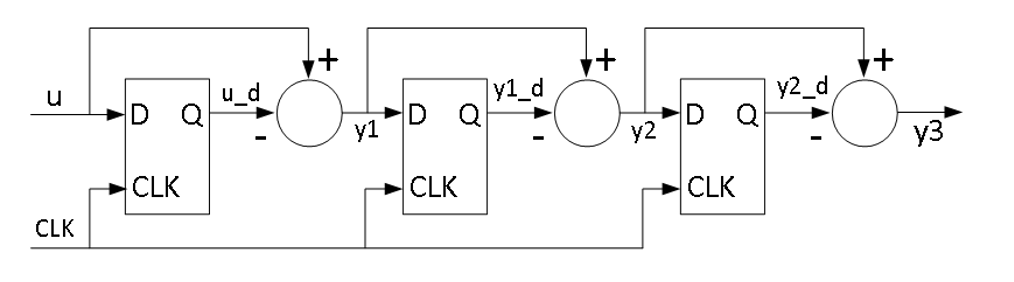 + + +
u u_d y1_d y2_d
D Q D Q D Q
- y1 - y2 - y3
CLK CLK CLK
CLK